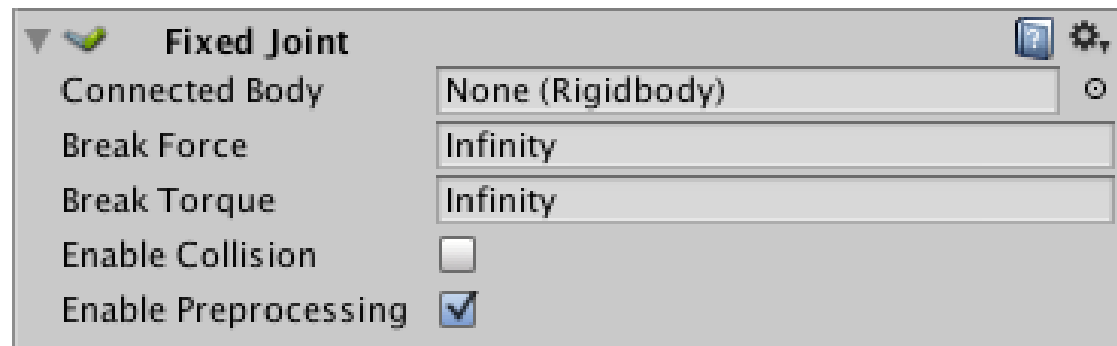 Fixed Joint
Connected Body None (Rigidbody)
Break Force Infinity
Break Torque Infinity
Enable Collision
Enable Preprocessing